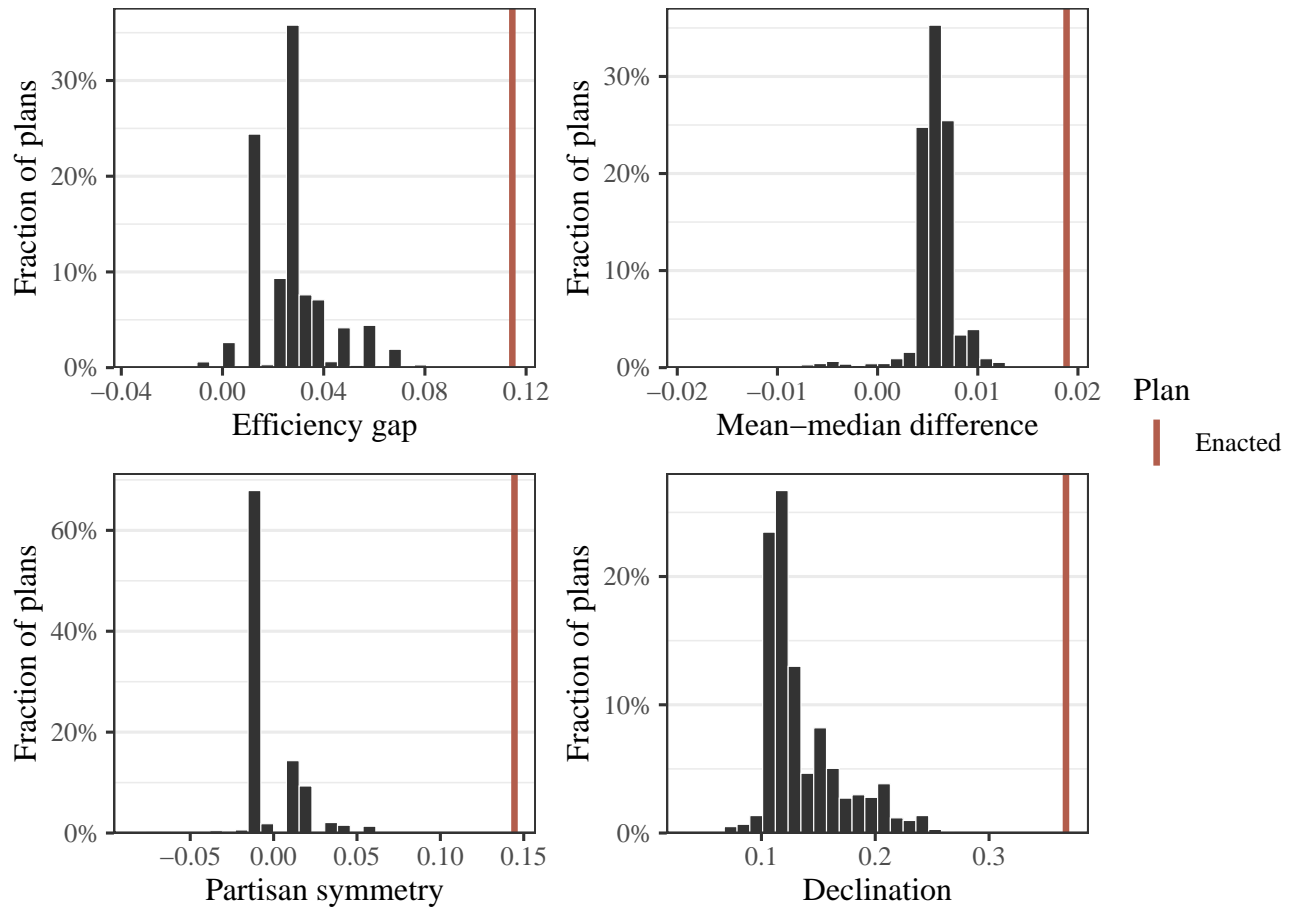 Fraction of plans
30%
20%
10%
0%
−0.04 0.00 0.04 0.08 0.12
Efficiency gap
Fraction of plans
30%
20%
10%
0%
−0.02 −0.01 0.00 0.01 0.02
Mean−median difference
Fraction of plans
60%
40%
20%
0%
−0.05 0.00 0.05 0.10 0.15
Partisan symmetry
Fraction of plans
20%
10%
0%
0.1 0.2 0.3
Declination
Plan
Enacted